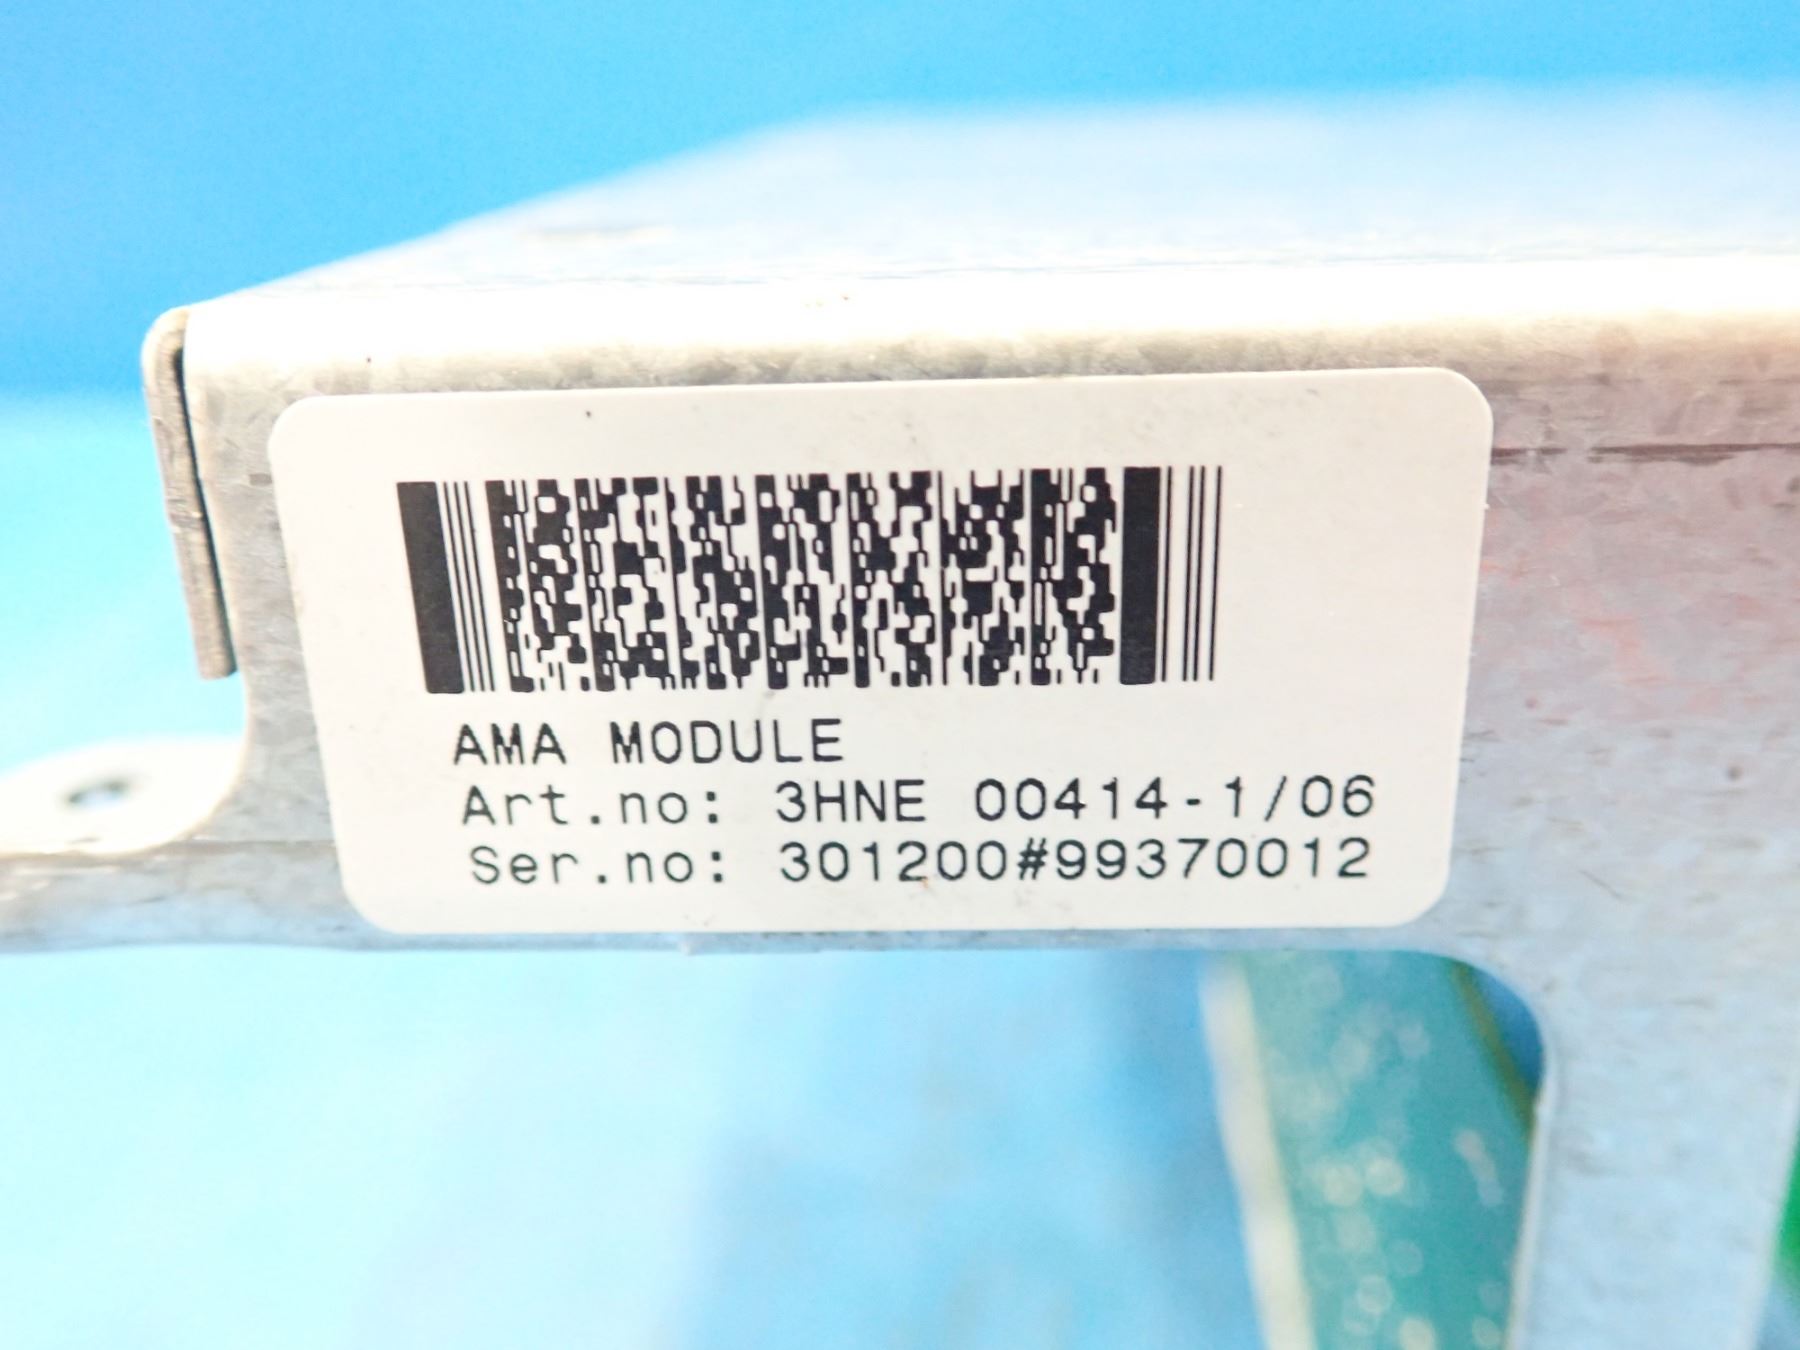 AMA MODULE
Art.no: 3HNE 00414-1/06
Ser.no: 301200#99370012